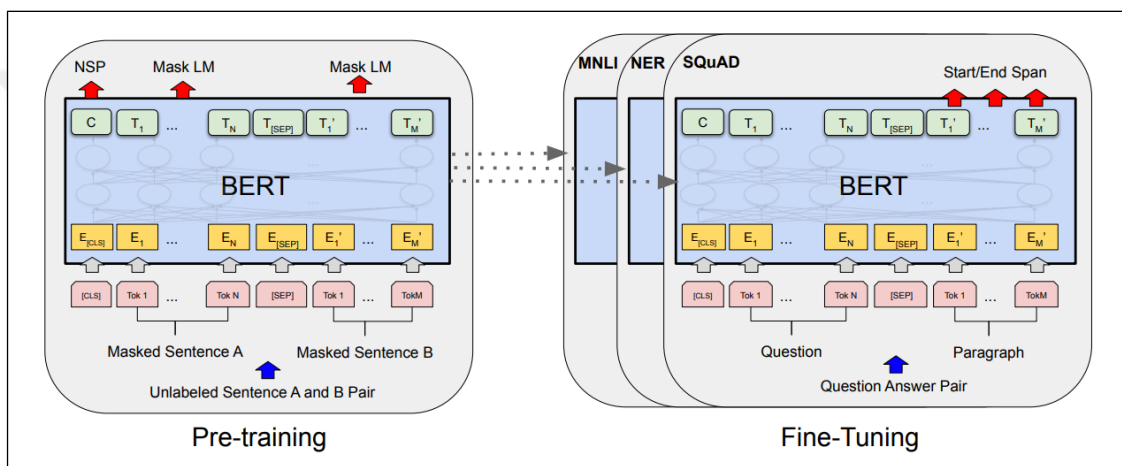 NSP Mask LM Mask LM
C T1 ... TN T[SEP] T1' ... TM'
BERT
E[CLS] E1 ... EN E[SEP] E1' ... EM'
[CLS] Tok 1 ... Tok N [SEP] Tok 1 ... TokM
Masked Sentence A Masked Sentence B
Unlabeled Sentence A and B Pair
Pre-training
MNLI NER SQuAD
Start/End Span
C T1 ... TN T[SEP] T1' ... TM'
BERT
E[CLS] E1 ... EN E[SEP] E1' ... EM'
[CLS] Tok 1 ... Tok N [SEP] Tok 1 ... TokM
Question Paragraph
Question Answer Pair
Fine-Tuning